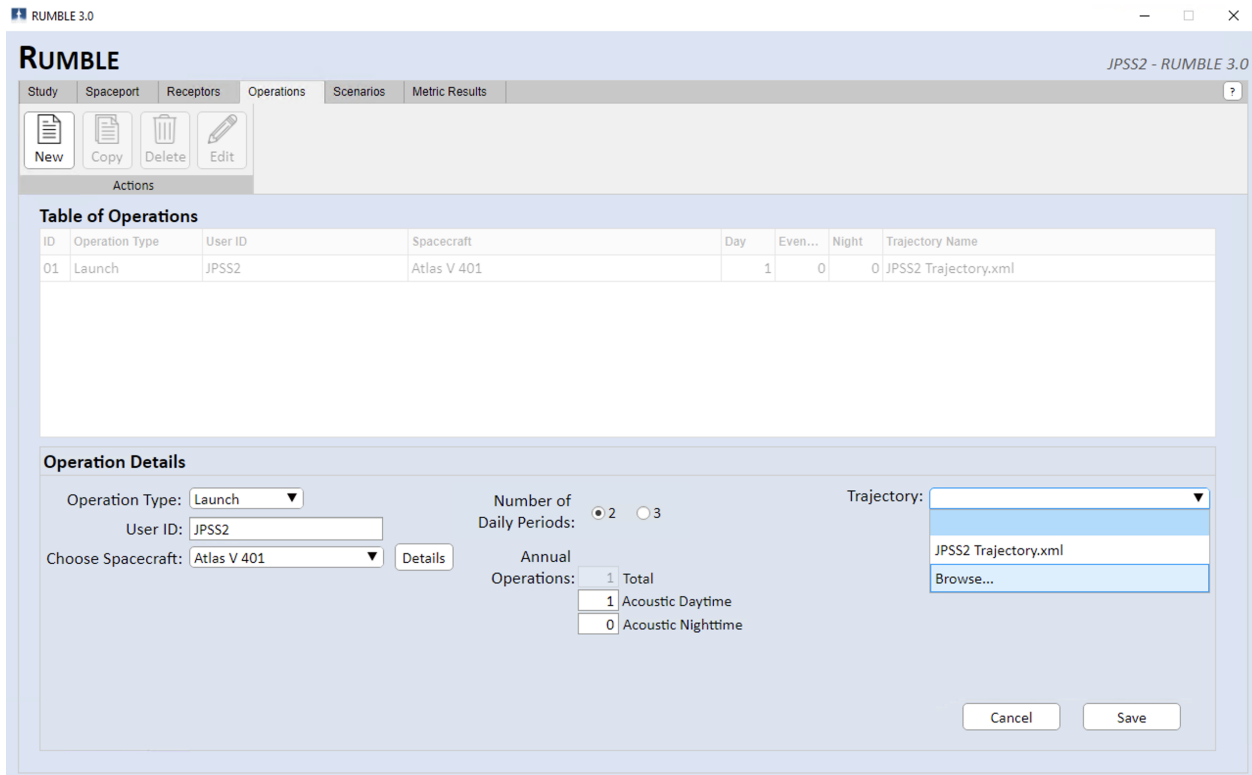 RUMBLE 3.0
RUMBLE
JPSS2 - RUMBLE 3.0
Study Spaceport Receptors Operations Scenarios Metric Results ?
New Copy Delete Edit
Actions
Table of Operations
ID Operation Type User ID Spacecraft Day Even... Night Trajectory Name
01 Launch JPSS2 Atlas V 401 1 0 0 JPSS2 Trajectory.xml
Operation Details
Operation Type: Launch
User ID: JPSS2
Choose Spacecraft: Atlas V 401 Details
Number of
Daily Periods: 2 3
Annual
Operations: 1 Total
1 Acoustic Daytime
0 Acoustic Nighttime
Trajectory:
JPSS2 Trajectory.xml
Browse...
Cancel Save